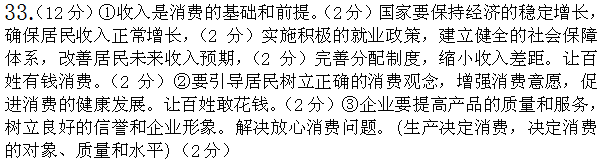 33.（12分）①收入是消费的基础和前提。（2分）国家要保持经济的稳定增长，
确保居民收入正常增长，（2 分）实施积极的就业政策，建立健全的社会保障
体系，改善居民未来收入预期，（2 分）完善分配制度，缩小收入差距。让百
姓有钱消费。（2 分）②要引导居民树立正确的消费观念，增强消费意愿，促
进消费的健康发展。让百姓敢花钱。（2 分）③企业要提高产品的质量和服务，
树立良好的信誉和企业形象。解决放心消费问题。(生产决定消费，决定消费
的对象、质量和水平)（2分）